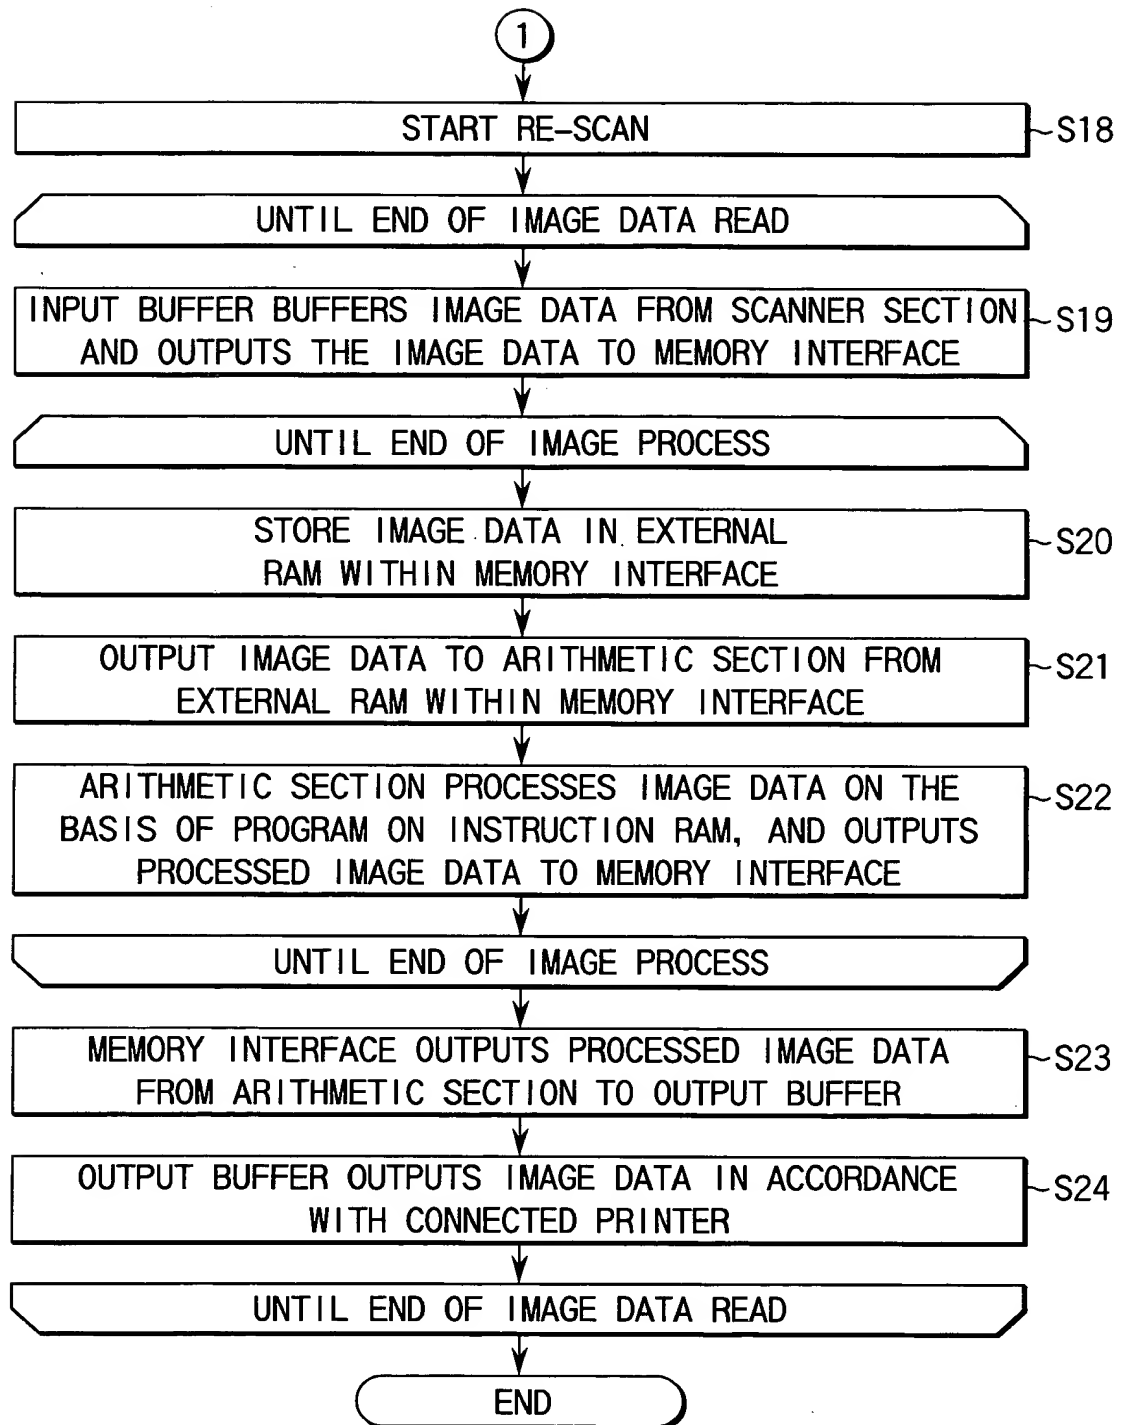 1
START RE-SCAN
S18
UNTIL END OF IMAGE DATA READ
INPUT BUFFER BUFFERS IMAGE DATA FROM SCANNER SECTION
AND OUTPUTS THE IMAGE DATA TO MEMORY INTERFACE
S19
UNTIL END OF IMAGE PROCESS
STORE IMAGE DATA IN EXTERNAL
RAM WITHIN MEMORY INTERFACE
S20
OUTPUT IMAGE DATA TO ARITHMETIC SECTION FROM
EXTERNAL RAM WITHIN MEMORY INTERFACE
S21
ARITHMETIC SECTION PROCESSES IMAGE DATA ON THE
BASIS OF PROGRAM ON INSTRUCTION RAM, AND OUTPUTS
PROCESSED IMAGE DATA TO MEMORY INTERFACE
S22
UNTIL END OF IMAGE PROCESS
MEMORY INTERFACE OUTPUTS PROCESSED IMAGE DATA
FROM ARITHMETIC SECTION TO OUTPUT BUFFER
S23
OUTPUT BUFFER OUTPUTS IMAGE DATA IN ACCORDANCE
WITH CONNECTED PRINTER
S24
UNTIL END OF IMAGE DATA READ
END